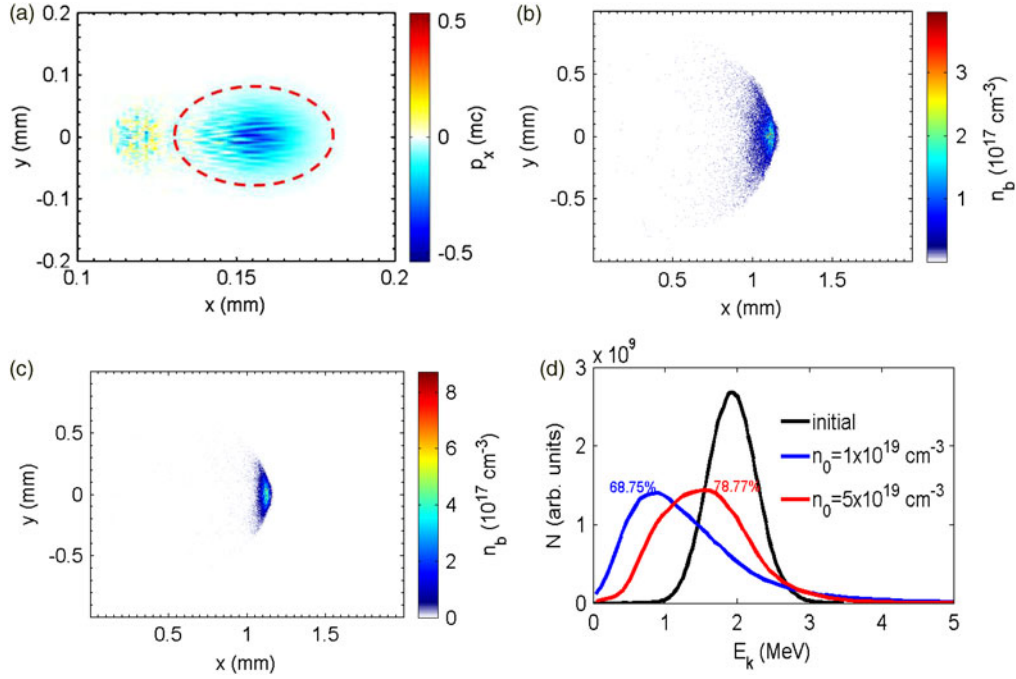 (a)
0.2
0.1
0
-0.1
-0.2
y (mm)
0.1
0.15
0.2
x (mm)
0.5
0
-0.5
p_x (mc)
(b)
0.5
0
-0.5
y (mm)
0.5
1
1.5
x (mm)
3
2
1
n_b (10^17 cm^-3)
(c)
0.5
0
-0.5
y (mm)
0.5
1
1.5
x (mm)
8
6
4
2
0
n_b (10^17 cm^-3)
(d)
x 10^9
3
2
1
0
N (arb. units)
0
1
2
3
4
5
E_k (MeV)
68.75%
78.77%
initial
n_0=1x10^19 cm^-3
n_0=5x10^19 cm^-3